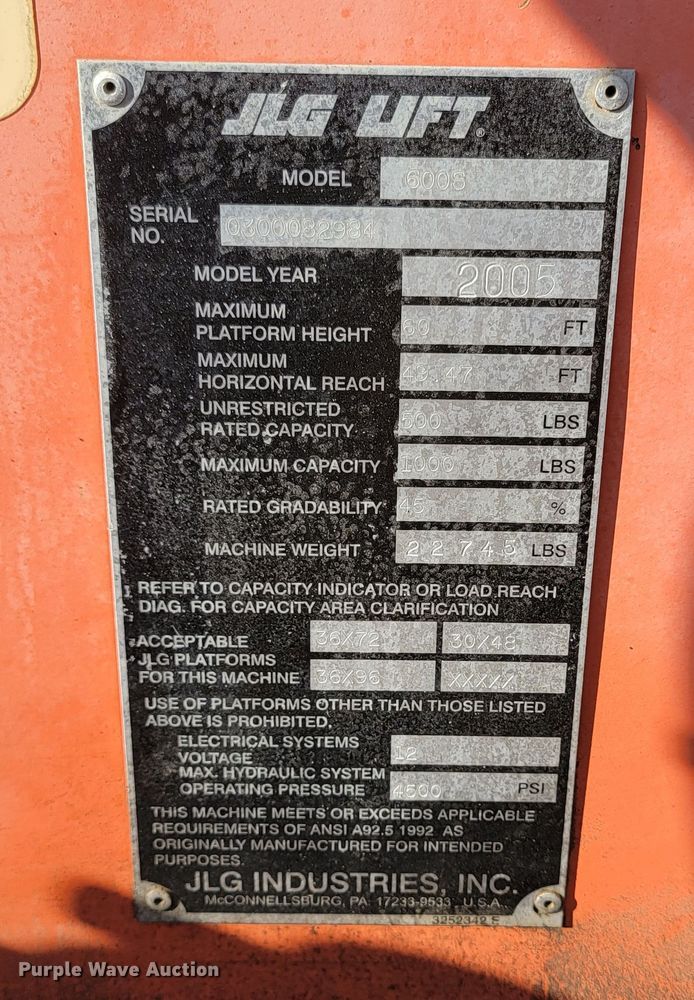 JLG LIFT®
MODEL 600S
SERIAL NO. 0300082984
MODEL YEAR 2005
MAXIMUM
PLATFORM HEIGHT 60 FT
MAXIMUM
HORIZONTAL REACH 49.47 FT
UNRESTRICTED
RATED CAPACITY 500 LBS
MAXIMUM CAPACITY 1000 LBS
RATED GRADABILITY 45 %
MACHINE WEIGHT 22745 LBS
REFER TO CAPACITY INDICATOR OR LOAD REACH
DIAG. FOR CAPACITY AREA CLARIFICATION
ACCEPTABLE 36X72 30X48
JLG PLATFORMS
FOR THIS MACHINE 36X96 XXXXX
USE OF PLATFORMS OTHER THAN THOSE LISTED
ABOVE IS PROHIBITED.
ELECTRICAL SYSTEMS
VOLTAGE 12
MAX. HYDRAULIC SYSTEM
OPERATING PRESSURE 4500 PSI
THIS MACHINE MEETS OR EXCEEDS APPLICABLE
REQUIREMENTS OF ANSI A92.5 1992 AS
ORIGINALLY MANUFACTURED FOR INTENDED
PURPOSES.
JLG INDUSTRIES, INC.
McCONNELLSBURG, PA 17233-9533 U.S.A.
3252342 F
Purple Wave Auction